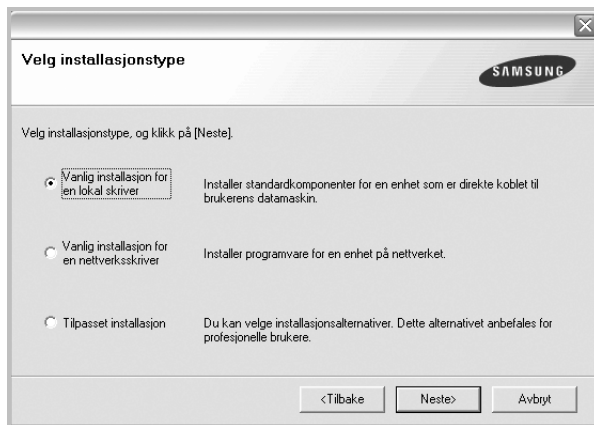 Velg installasjonstype
SAMSUNG
Velg installasjonstype, og klikk på [Neste].
Vanlig installasjon for
en lokal skriver
Installer standardkomponenter for en enhet som er direkte koblet til
brukerens datamaskin.
Vanlig installasjon for
en nettverksskriver
Installer programvare for en enhet på nettverket.
Tilpasset installasjon
Du kan velge installasjonsalternativer. Dette alternativet anbefales for
profesjonelle brukere.
<Tilbake
Neste>
Avbryt